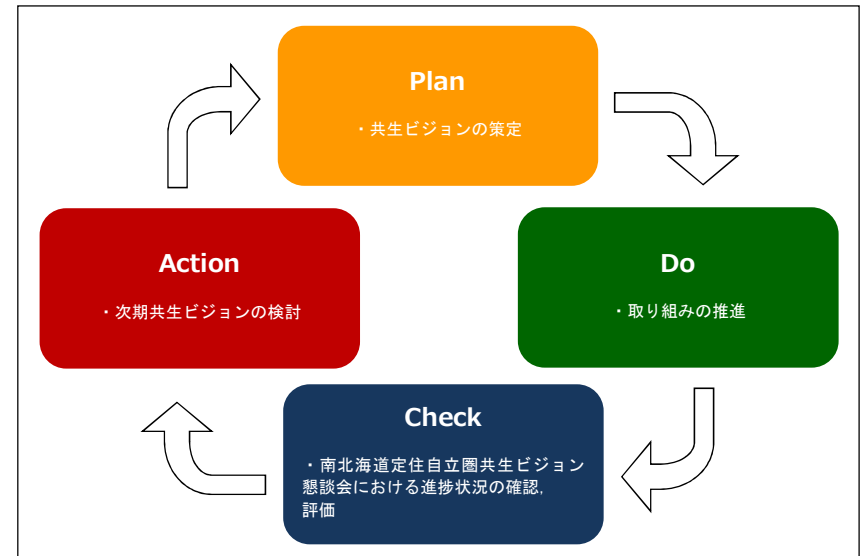 Plan
・共生ビジョンの策定
Action
・次期共生ビジョンの検討
Do
・取り組みの推進
Check
・南北海道定住自立圏共生ビジョン
懇談会における進捗状況の確認,
評価